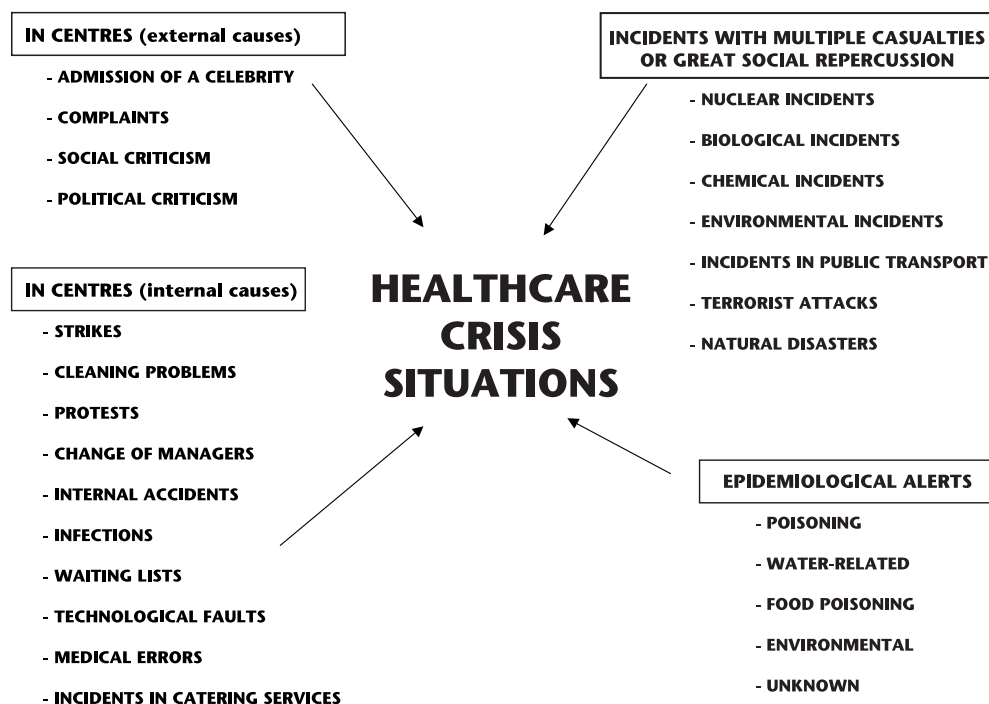 IN CENTRES (external causes)
- ADMISSION OF A CELEBRITY
- COMPLAINTS
- SOCIAL CRITICISM
- POLITICAL CRITICISM
INCIDENTS WITH MULTIPLE CASUALTIES
OR GREAT SOCIAL REPERCUSSION
- NUCLEAR INCIDENTS
- BIOLOGICAL INCIDENTS
- CHEMICAL INCIDENTS
- ENVIRONMENTAL INCIDENTS
- INCIDENTS IN PUBLIC TRANSPORT
- TERRORIST ATTACKS
- NATURAL DISASTERS
HEALTHCARE
CRISIS
SITUATIONS
IN CENTRES (internal causes)
- STRIKES
- CLEANING PROBLEMS
- PROTESTS
- CHANGE OF MANAGERS
- INTERNAL ACCIDENTS
- INFECTIONS
- WAITING LISTS
- TECHNOLOGICAL FAULTS
- MEDICAL ERRORS
- INCIDENTS IN CATERING SERVICES
EPIDEMIOLOGICAL ALERTS
- POISONING
- WATER-RELATED
- FOOD POISONING
- ENVIRONMENTAL
- UNKNOWN